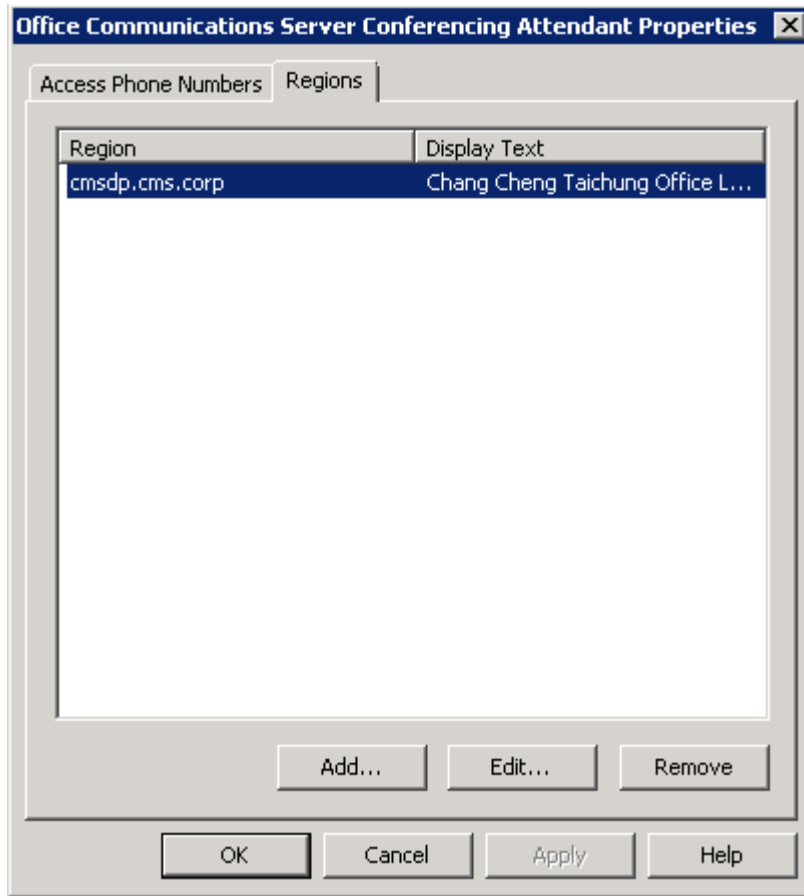 Office Communications Server Conferencing Attendant Properties
Access Phone Numbers Regions
Region Display Text
cmsdp.cms.corp Chang Cheng Taichung Office L...
Add... Edit... Remove
OK Cancel Apply Help